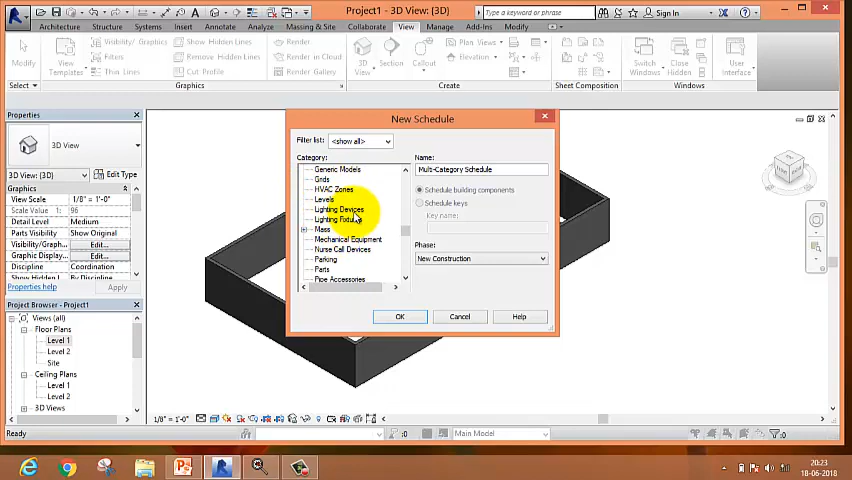 Project1 - 3D View: {3D}
Type a keyword or phrase
Sign In
Architecture Structure Systems Insert Annotate Analyze Massing & Site Collaborate View Manage Add-Ins Modify
Modify
View Templates
Visibility/ Graphics
Filters
Thin Lines
Show Hidden Lines
Remove Hidden Lines
Cut Profile
Render
Render in Cloud
Render Gallery
3D View
Section
Callout
Plan Views
Elevation
Switch Windows
Close Hidden
User Interface
Select
Graphics
Create
Sheet Composition
Windows
Properties
3D View
3D View: {3D}
Edit Type
Graphics
View Scale 1/8" = 1'-0"
Scale Value 1: 96
Detail Level Medium
Parts Visibility Show Original
Visibility/Graph... Edit...
Graphic Display... Edit...
Discipline Coordination
Properties help
Apply
Project Browser - Project1
Views (all)
Floor Plans
Level 1
Level 2
Site
Ceiling Plans
Level 1
Level 2
3D Views
New Schedule
Filter list: <show all>
Category:
Generic Models
Grids
HVAC Zones
Levels
Lighting Devices
Lighting Fixtures
Mass
Mechanical Equipment
Nurse Call Devices
Parking
Parts
Pipe Accessories
Name:
Multi-Category Schedule
Schedule building components
Schedule keys
Key name:
Phase:
New Construction
OK Cancel Help
1/8" = 1'-0"
Ready
:0
Main Model
:0
20:23
18-06-2018